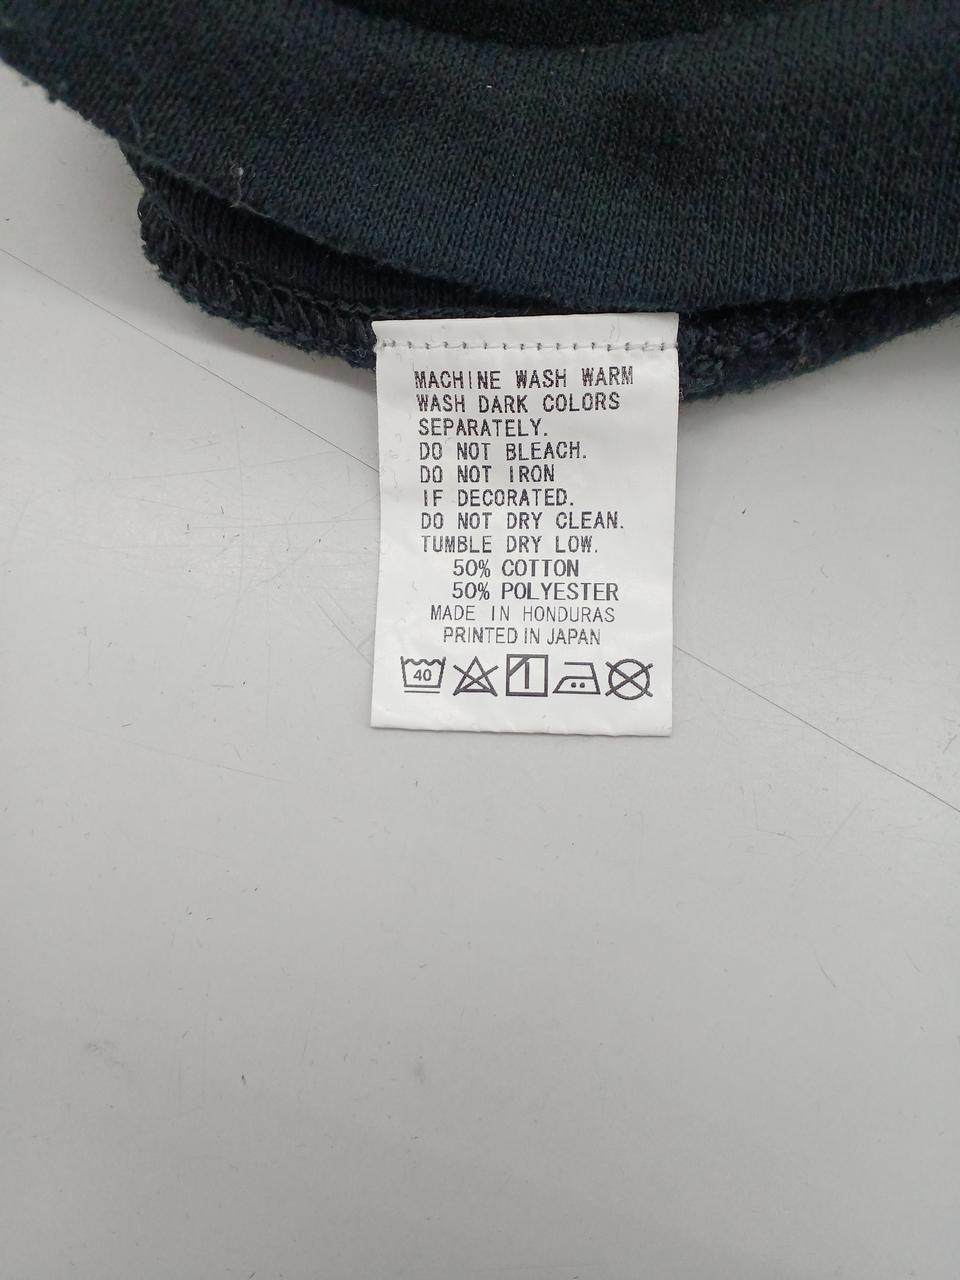 MACHINE WASH WARM
WASH DARK COLORS
SEPARATELY.
DO NOT BLEACH.
DO NOT IRON
IF DECORATED.
DO NOT DRY CLEAN.
TUMBLE DRY LOW.
50% COTTON
50% POLYESTER
MADE IN HONDURAS
PRINTED IN JAPAN
40